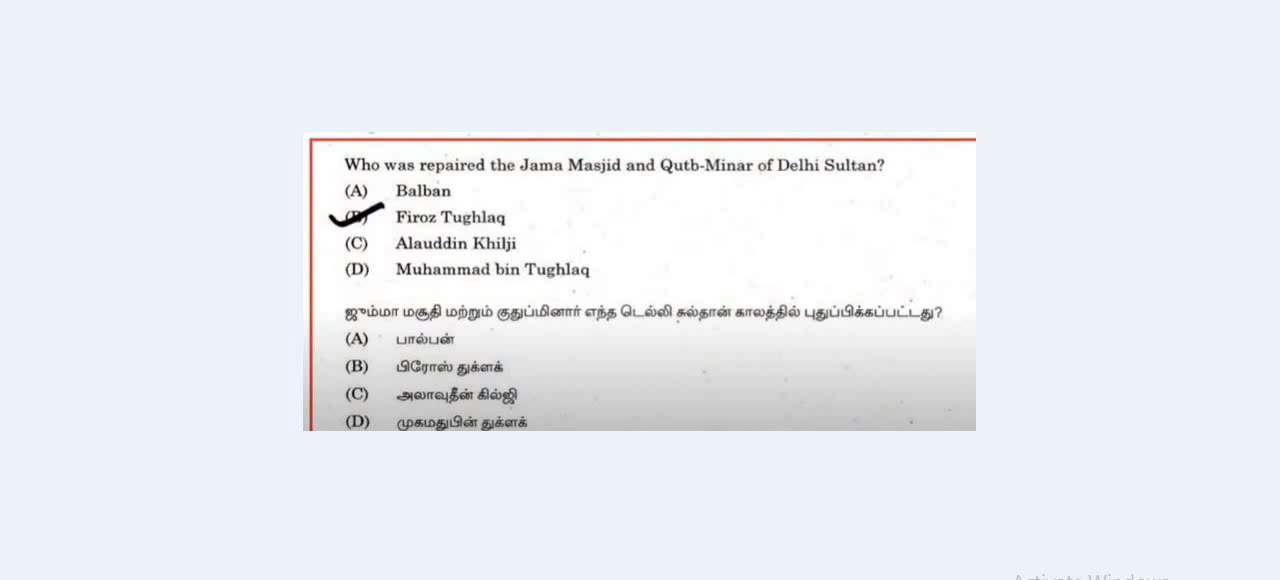 Who was repaired the Jama Masjid and Qutb-Minar of Delhi Sultan?
(A) Balban
(B) Firoz Tughlaq
(C) Alauddin Khilji
(D) Muhammad bin Tughlaq
ஜும்மா மசூதி மற்றும் குதுப்மினார் எந்த டெல்லி சுல்தான் காலத்தில் புதுப்பிக்கப்பட்டது?
(A) பால்பன்
(B) பிரோஸ் துக்ளக்
(C) அலாவுதீன் கில்ஜி
(D) முகமதுபின் துக்ளக்